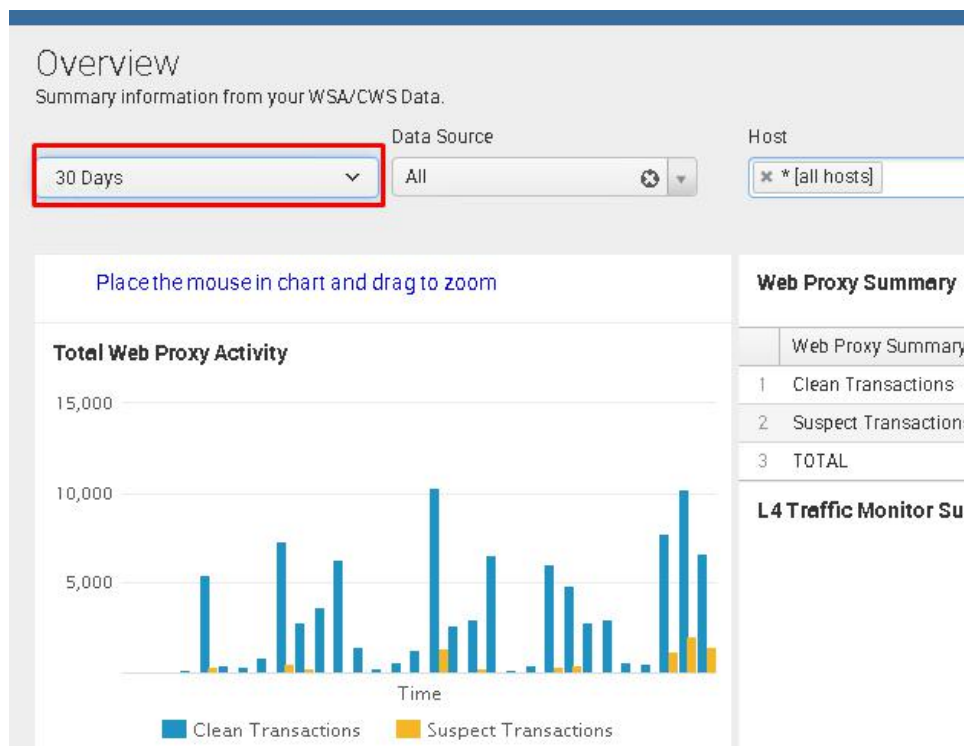 Overview
Summary information from your WSA/CWS Data.
Data Source
Host
30 Days
All
* [all hosts]
Place the mouse in chart and drag to zoom
Total Web Proxy Activity
15,000
10,000
5,000
Time
Clean Transactions
Suspect Transactions
Web Proxy Summary
Web Proxy Summary
1 Clean Transactions
2 Suspect Transaction
3 TOTAL
L4 Traffic Monitor Su